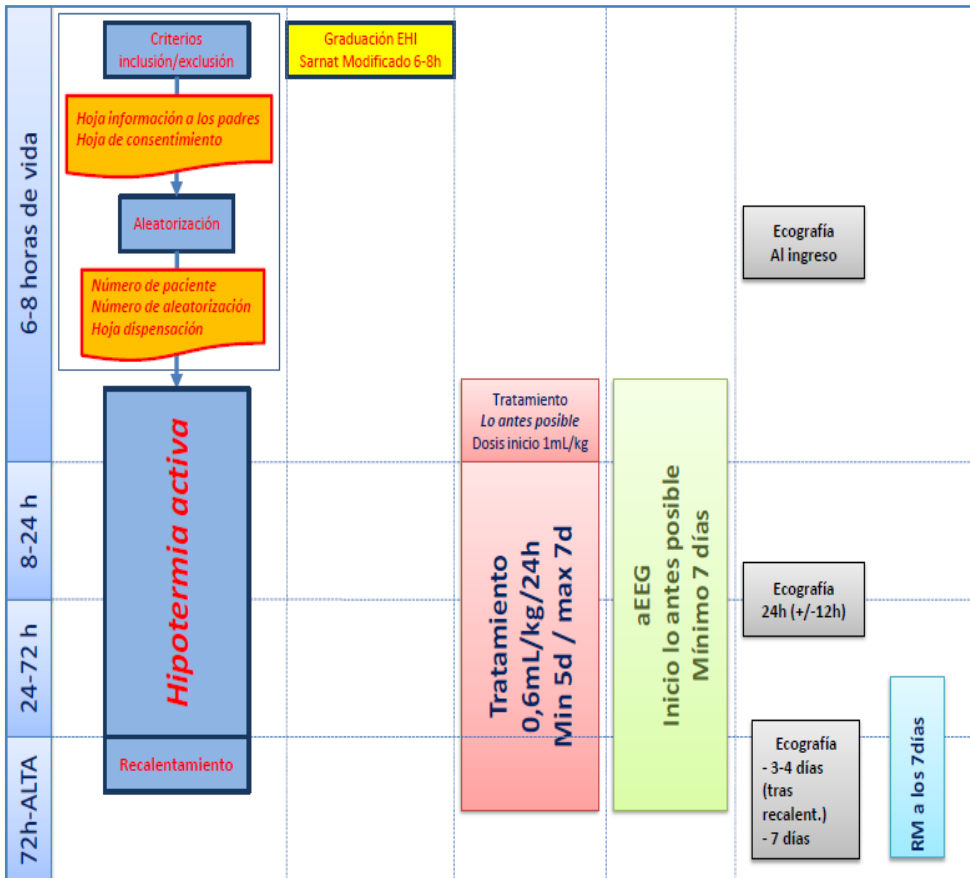 6-8 horas de vida
8-24 h
24-72 h
72h-ALTA
Criterios
inclusión/exclusión
Hoja información a los padres
Hoja de consentimiento
Aleatorización
Número de paciente
Número de aleatorización
Hoja dispensación
Hipotermia activa
Recalentamiento
Graduación EHI
Sarnat Modificado 6-8h
Tratamiento
Lo antes posible
Dosis inicio 1mL/kg
Tratamiento
0,6mL/kg/24h
Min 5d / max 7d
aEEG
Inicio lo antes posible
Mínimo 7 días
Ecografía
Al ingreso
Ecografía
24h (+/-12h)
Ecografía
- 3-4 días
(tras
recalent.)
- 7 días
RM a los 7días